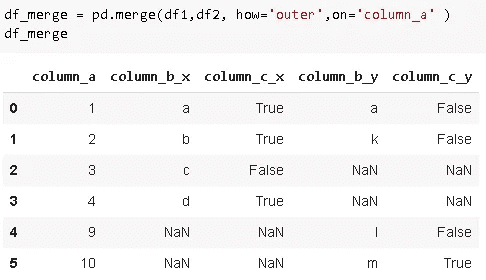 df_merge = pd.merge(df1,df2, how='outer',on='column_a' )
df_merge
column_a column_b_x column_c_x column_b_y column_c_y
0 1 a True a False
1 2 b True k False
2 3 c False NaN NaN
3 4 d True NaN NaN
4 9 NaN NaN l False
5 10 NaN NaN m True